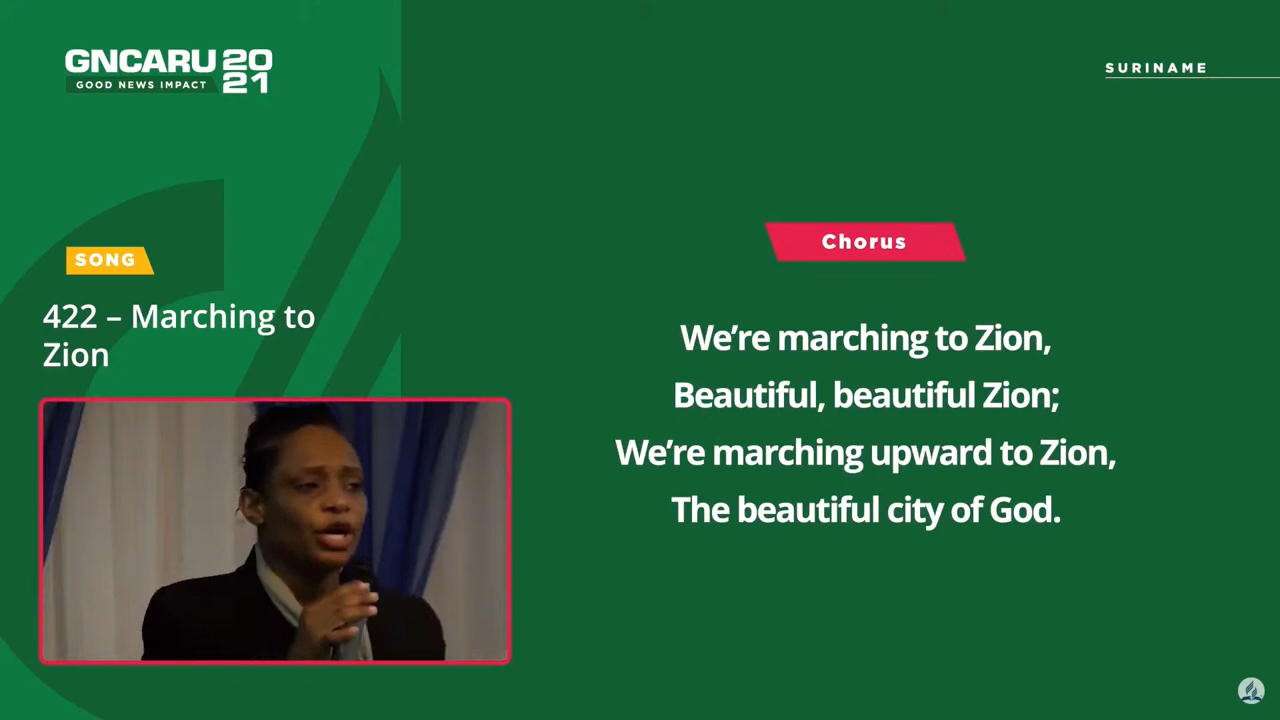 GNCARU 2021
GOOD NEWS IMPACT
SURINAME
SONG
422 – Marching to
Zion
Chorus
We’re marching to Zion,
Beautiful, beautiful Zion;
We’re marching upward to Zion,
The beautiful city of God.